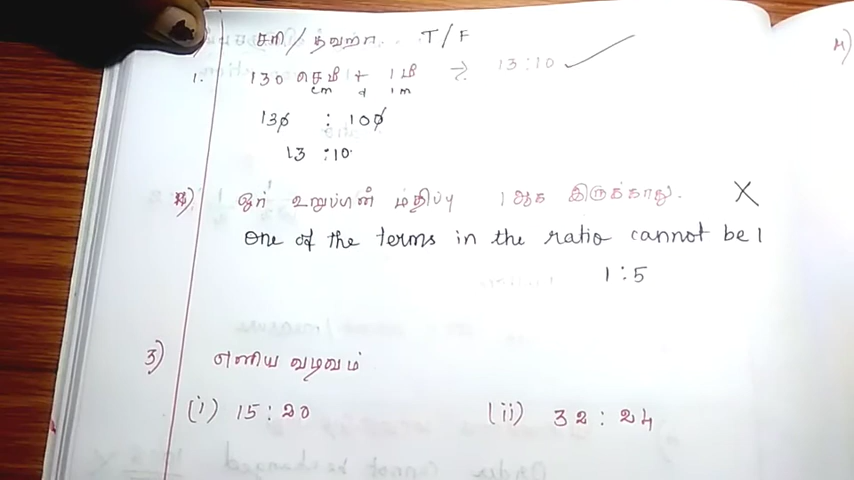 சரி / தவறா T/F
1. 130 செமீ + 1 மீ => 13:10 ✓
cm & 1m
130 : 100
13 : 10
ஓர் உறுப்பின் மதிப்பு 1 ஆக இருக்காது. X
One of the terms in the ratio cannot be 1
1:5
3) எளிய வடிவம்
(i) 15:20 (ii) 32:24